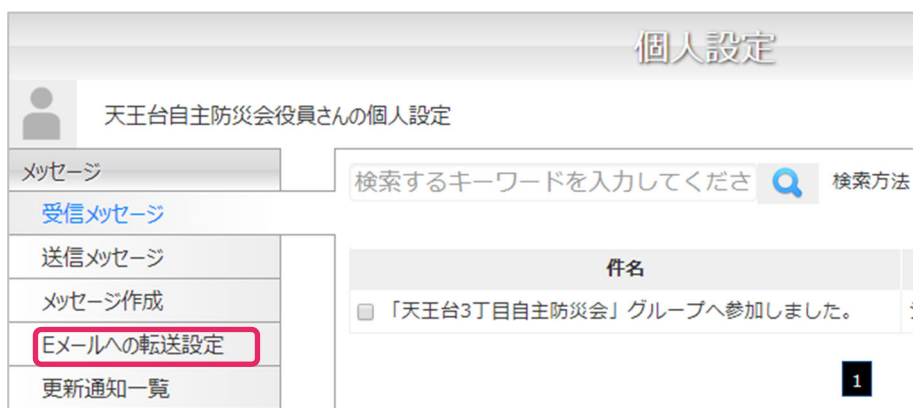 個人設定
天王台自主防災会役員さんの個人設定
メッセージ
受信メッセージ
送信メッセージ
メッセージ作成
Eメールへの転送設定
更新通知一覧
検索するキーワードを入力してくださ
検索方法
件名
「天王台3丁目自主防災会」グループへ参加しました。
1